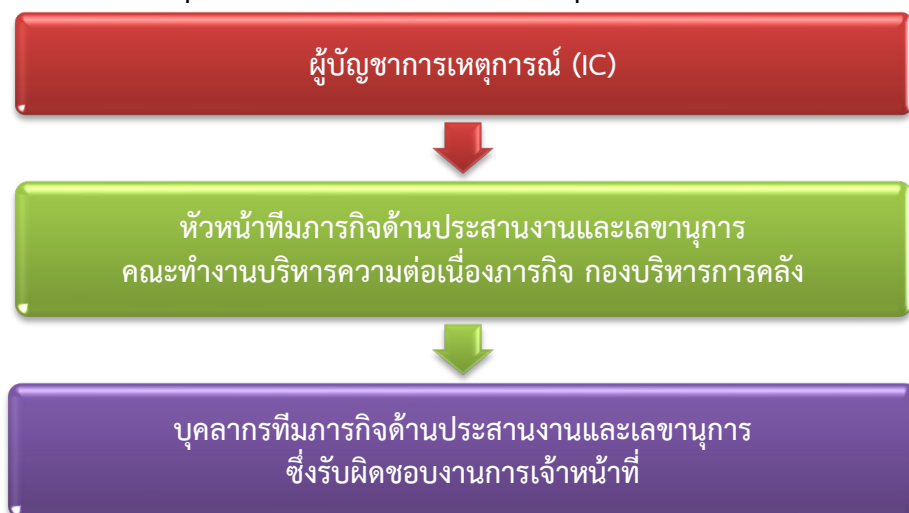 ผู้บัญชาการเหตุการณ์ (IC)
หัวหน้าทีมภารกิจด้านประสานงานและเลขานุการ
คณะทำงานบริหารความต่อเนื่องภารกิจ กองบริหารการคลัง
บุคลากรทีมภารกิจด้านประสานงานและเลขานุการ
ซึ่งรับผิดชอบงานการเจ้าหน้าที่